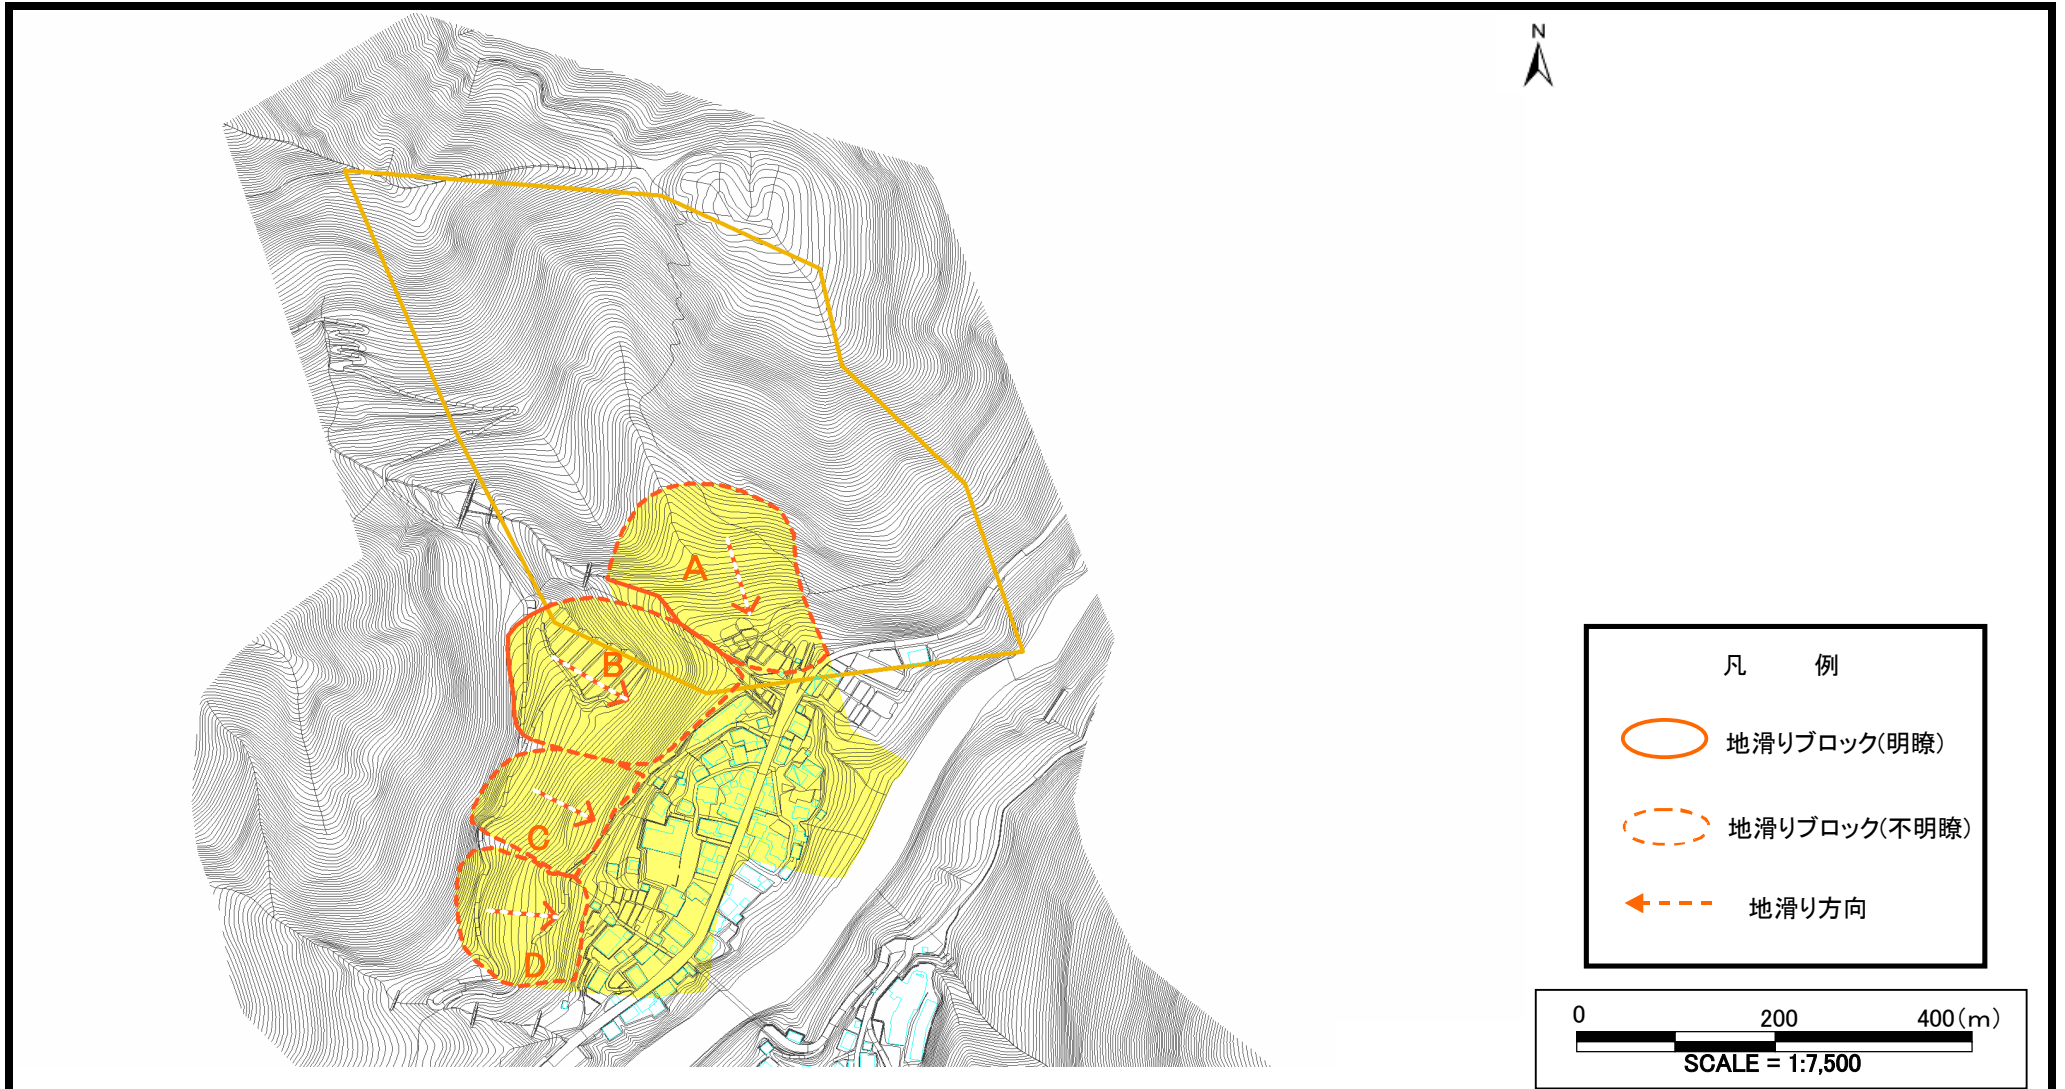 N
A
B
C
D
凡 例
地滑りブロック(明瞭)
地滑りブロック(不明瞭)
地滑り方向
0 200 400(m)
SCALE = 1:7,500